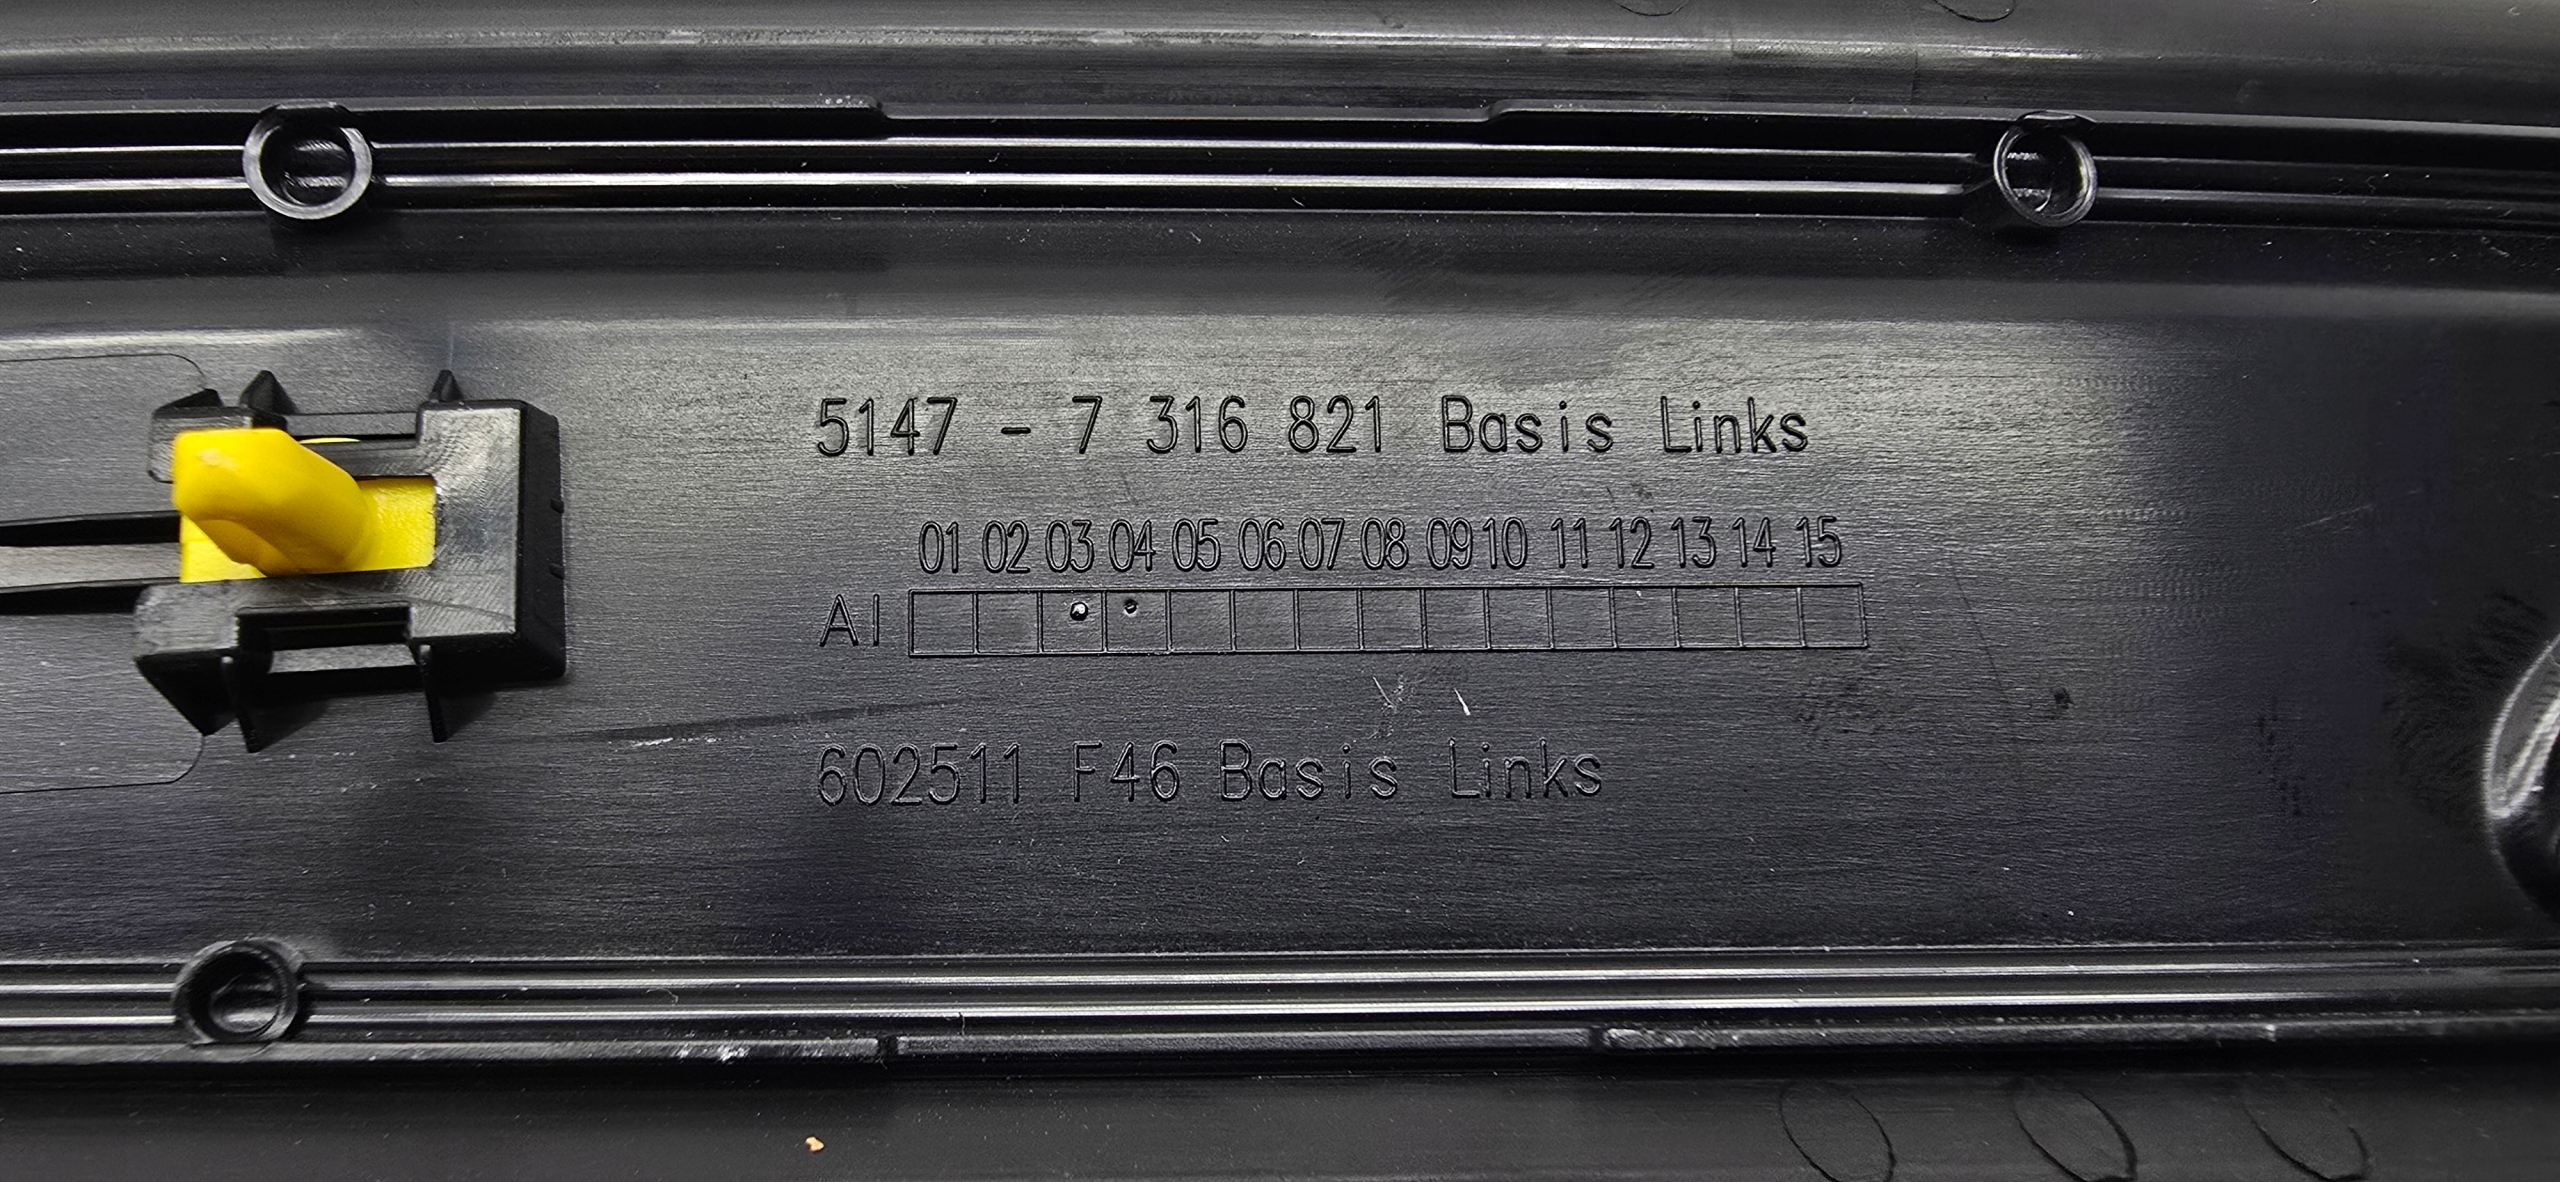 5147 - 7 316 821 Basis Links
01 02 03 04 05 06 07 08 09 10 11 12 13 14 15
AI
602511 F46 Basis Links